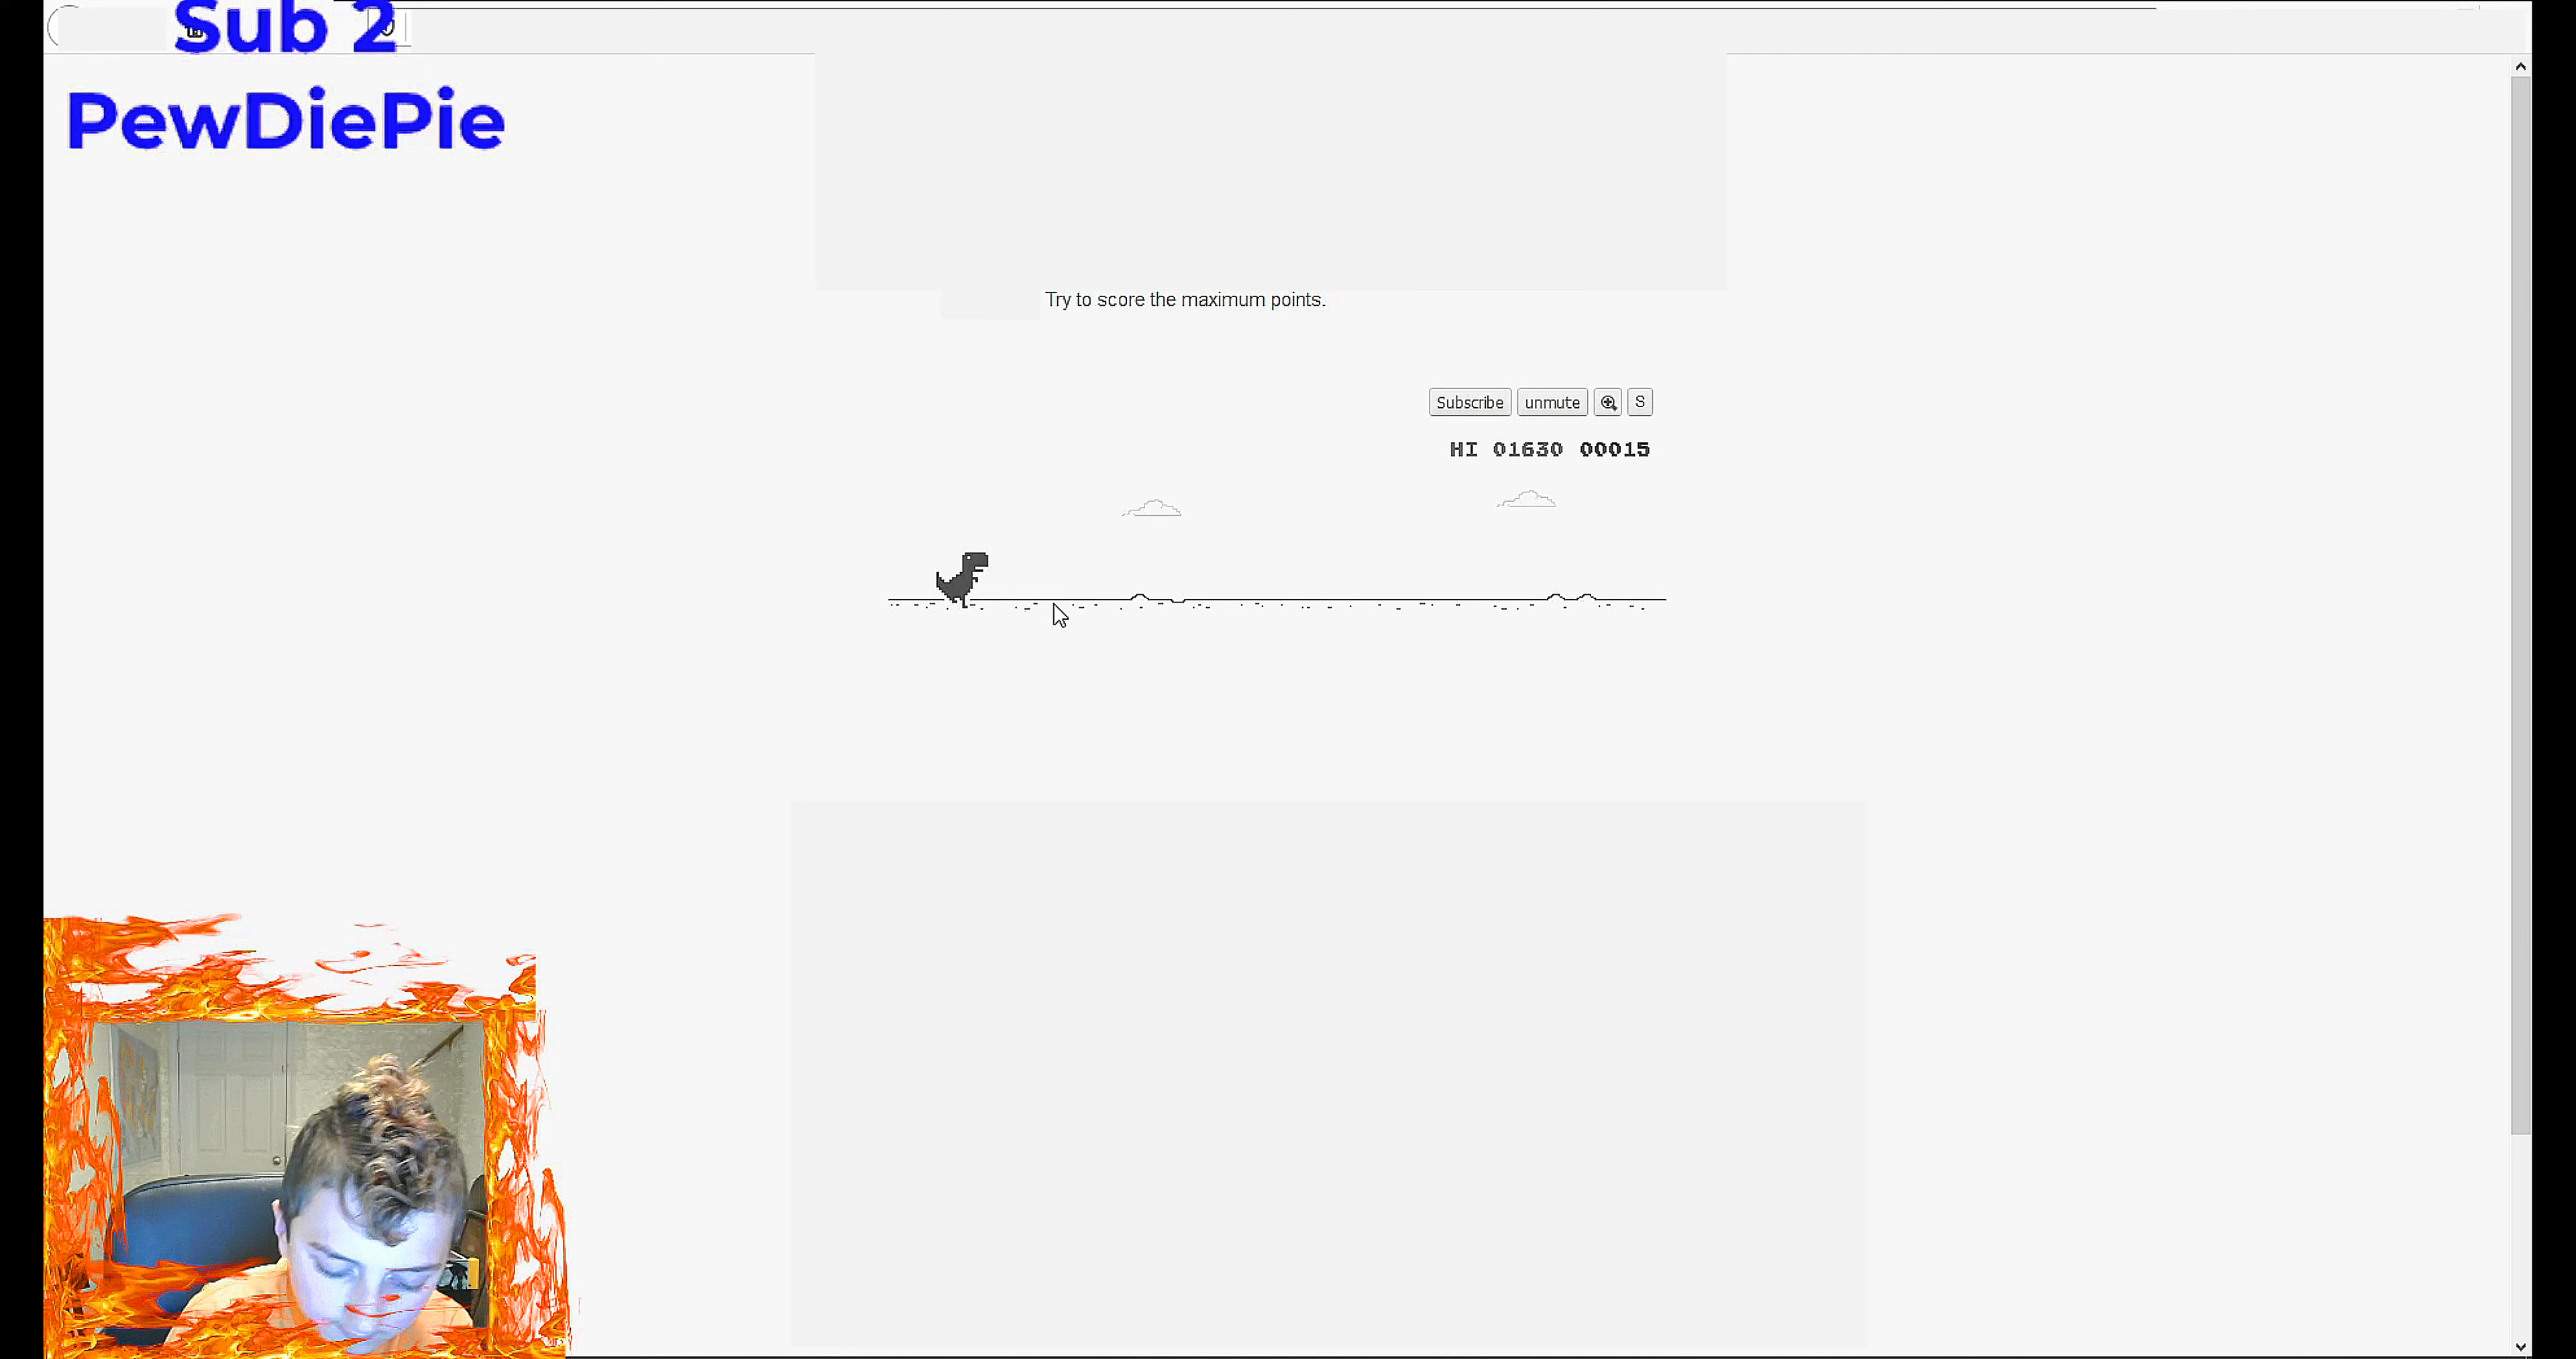 Sub 2
PewDiePie
Try to score the maximum points.
Subscribe unmute S
HI 01630 00015